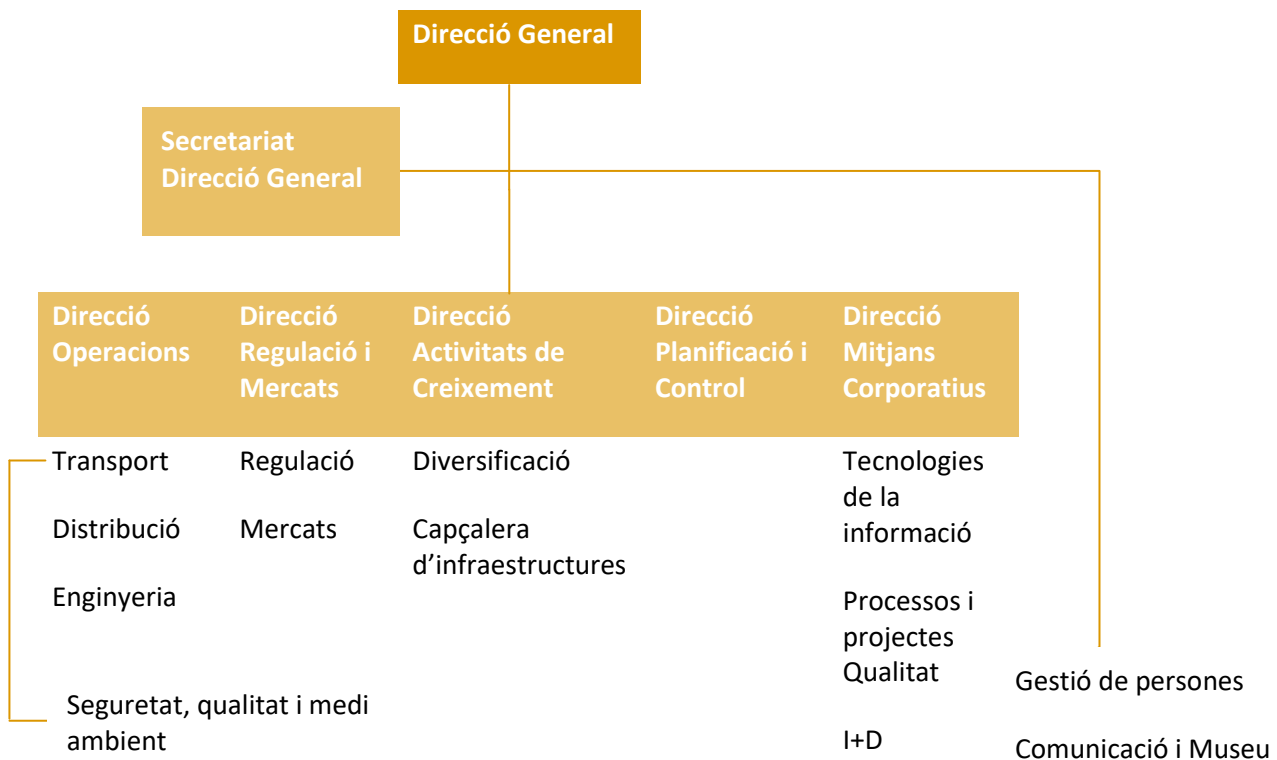 Direcció General
Secretariat
Direcció General
Direcció
Operacions
Direcció
Regulació i
Mercats
Direcció
Activitats de
Creixement
Direcció
Planificació i
Control
Direcció
Mitjans
Corporatius
Transport
Distribució
Enginyeria
Seguretat, qualitat i medi
ambient
Regulació
Mercats
Diversificació
Capçalera
d’infraestructures
Tecnologies
de la
informació
Processos i
projectes
Qualitat
I+D
Gestió de persones
Comunicació i Museu